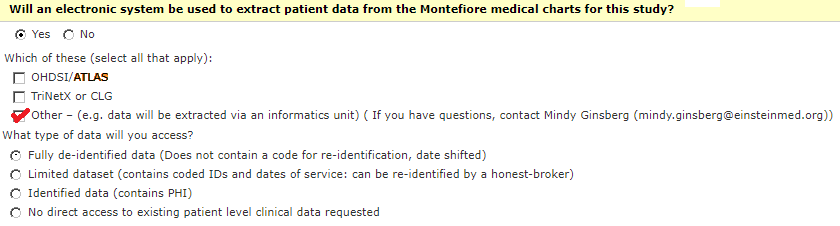 Will an electronic system be used to extract patient data from the Montefiore medical charts for this study?
Yes No
Which of these (select all that apply):
OHDSI/ATLAS
TriNetX or CLG
Other – (e.g. data will be extracted via an informatics unit) ( If you have questions, contact Mindy Ginsberg (mindy.ginsberg@einsteinmed.org))
What type of data will you access?
Fully de-identified data (Does not contain a code for re-identification, date shifted)
Limited dataset (contains coded IDs and dates of service: can be re-identified by a honest-broker)
Identified data (contains PHI)
No direct access to existing patient level clinical data requested